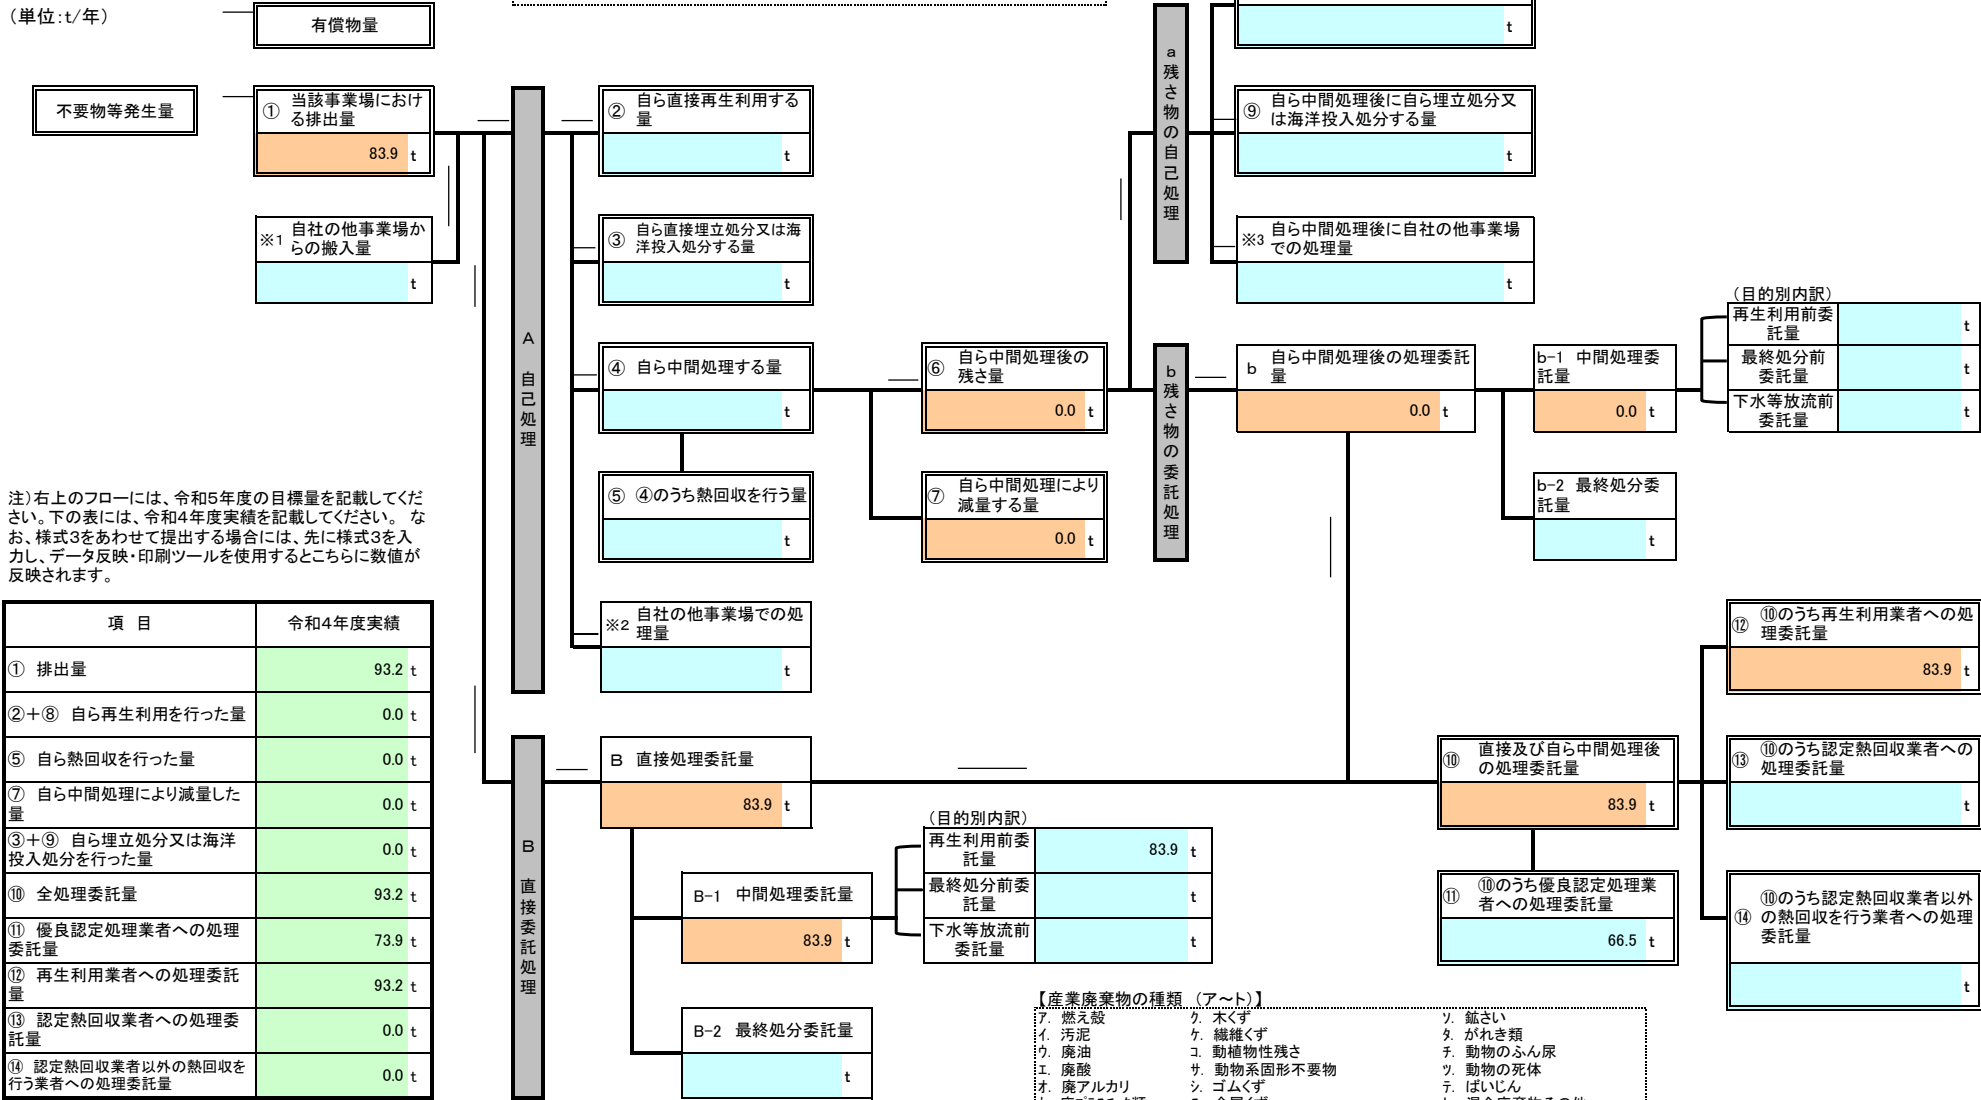 （単位：t/年）
有償物量
t
不要物等発生量
① 当該事業場におけ
る排出量
83.9 t
② 自ら直接再生利用する
量
t
⑨ 自ら中間処理後に自ら埋立処分又
は海洋投入処分する量
t
※1 自社の他事業場か
らの搬入量
t
③ 自ら直接埋立処分又は海
洋投入処分する量
t
※3 自ら中間処理後に自社の他事業場
での処理量
t
a 残さ物の自己処理
A 自己処理
④ 自ら中間処理する量
t
⑥ 自ら中間処理後の
残さ量
0.0 t
b 残さ物の委託処理
b 自ら中間処理後の処理委託
量
0.0 t
b-1 中間処理委
託量
0.0 t
（目的別内訳）
再生利用前委
託量
t
最終処分前
委託量
t
下水等放流前
委託量
t
⑤ ④のうち熱回収を行う量
t
⑦ 自ら中間処理により
減量する量
0.0 t
b-2 最終処分委
託量
t
注）右上のフローには、令和5年度の目標量を記載してくだ
さい。下の表には、令和4年度実績を記載してください。 な
お、様式3をあわせて提出する場合には、先に様式3を入
力し、データ反映・印刷ツールを使用するとこちらに数値が
反映されます。
※2 自社の他事業場での処
理量
t
項 目 令和4年度実績
① 排出量 93.2 t
②＋⑧ 自ら再生利用を行った量 0.0 t
⑤ 自ら熱回収を行った量 0.0 t
⑦ 自ら中間処理により減量した
量 0.0 t
③＋⑨ 自ら埋立処分又は海洋
投入処分を行った量 0.0 t
⑩ 全処理委託量 93.2 t
⑪ 優良認定処理業者への処理
委託量 73.9 t
⑫ 再生利用業者への処理委託
量 93.2 t
⑬ 認定熱回収業者への処理委
託量 0.0 t
⑭ 認定熱回収業者以外の熱回収を
行う業者への処理委託量 0.0 t
B 直接委託処理
B 直接処理委託量
83.9 t
B-1 中間処理委託量
83.9 t
（目的別内訳）
再生利用前委
託量
83.9 t
最終処分前委
託量
t
下水等放流前
委託量
t
B-2 最終処分委託量
t
⑩ 直接及び自ら中間処理後
の処理委託量
83.9 t
⑪ ⑩のうち優良認定処理業
者への処理委託量
66.5 t
⑫ ⑩のうち再生利用業者への処
理委託量
83.9 t
⑬ ⑩のうち認定熱回収業者への
処理委託量
t
⑭ ⑩のうち認定熱回収業者以外
の熱回収を行う業者への処理
委託量
t
【産業廃棄物の種類 （ア～ト）】
ア. 燃え殻 ク. 木くず ソ. 鉱さい
イ. 汚泥 ケ. 繊維くず タ. がれき類
ウ. 廃油 コ. 動植物性残さ チ. 動物のふん尿
エ. 廃酸 サ. 動物系固形不要物 ツ. 動物の死体
オ. 廃アルカリ シ. ゴムくず テ. ばいじん